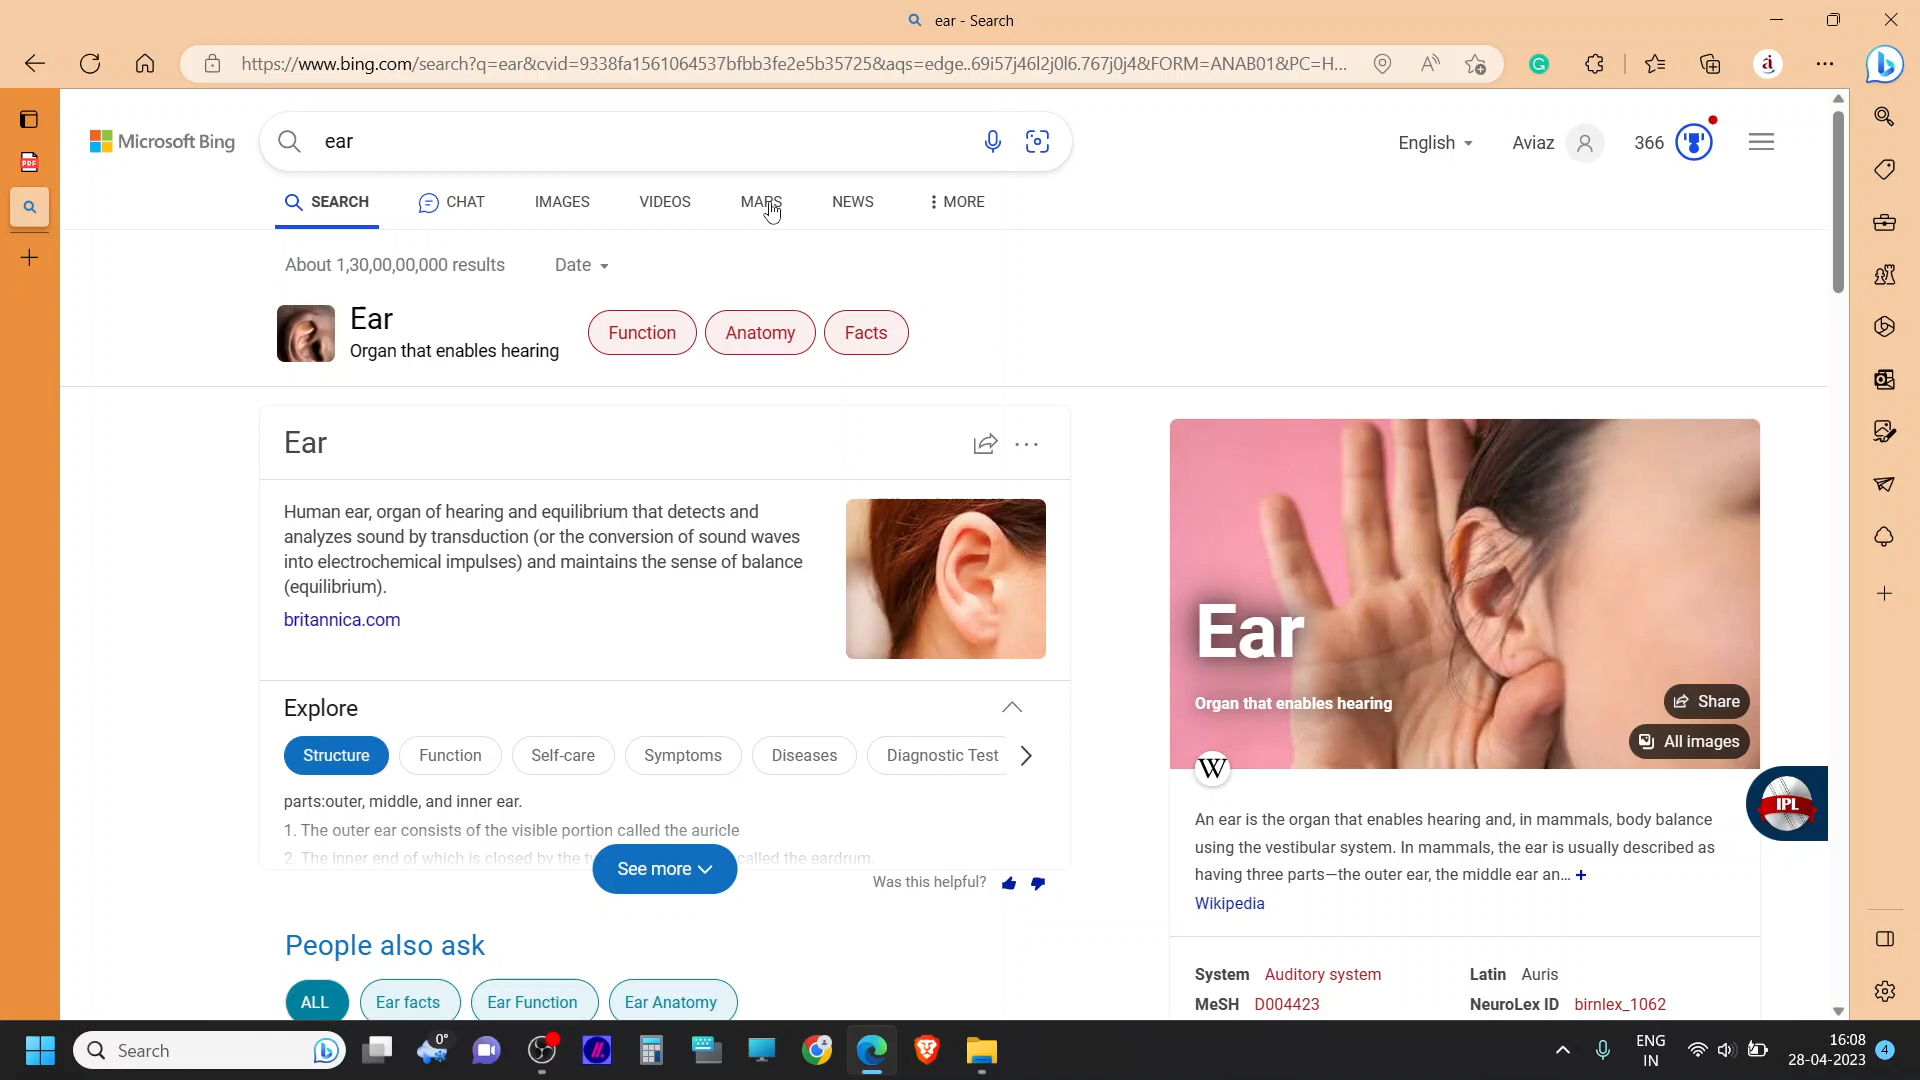 ear - Search
https://www.bing.com/search?q=ear&cvid=9338fa1561064537bfbb3fe2e5b35725&aqs=edge..69i57j46l2j0l6.767j0j4&FORM=ANAB01&PC=H...
Microsoft Bing
ear
English
Aviaz
366
SEARCH
CHAT
IMAGES
VIDEOS
MAPS
NEWS
MORE
About 1,30,00,00,000 results
Date
Ear
Organ that enables hearing
Function
Anatomy
Facts
Ear
Human ear, organ of hearing and equilibrium that detects and
analyzes sound by transduction (or the conversion of sound waves
into electrochemical impulses) and maintains the sense of balance
(equilibrium).
britannica.com
Explore
Structure
Function
Self-care
Symptoms
Diseases
Diagnostic Test
parts:outer, middle, and inner ear.
1. The outer ear consists of the visible portion called the auricle
2. The inner end of which is closed by the called the eardrum.
See more
Was this helpful?
People also ask
ALL
Ear facts
Ear Function
Ear Anatomy
Ear
Organ that enables hearing
Share
All images
W
IPL
An ear is the organ that enables hearing and, in mammals, body balance
using the vestibular system. In mammals, the ear is usually described as
having three parts—the outer ear, the middle ear an... +
Wikipedia
System Auditory system
Latin Auris
MeSH D004423
NeuroLex ID birnlex_1062
Search
0°
ENG
IN
16:08
28-04-2023
4
PDF